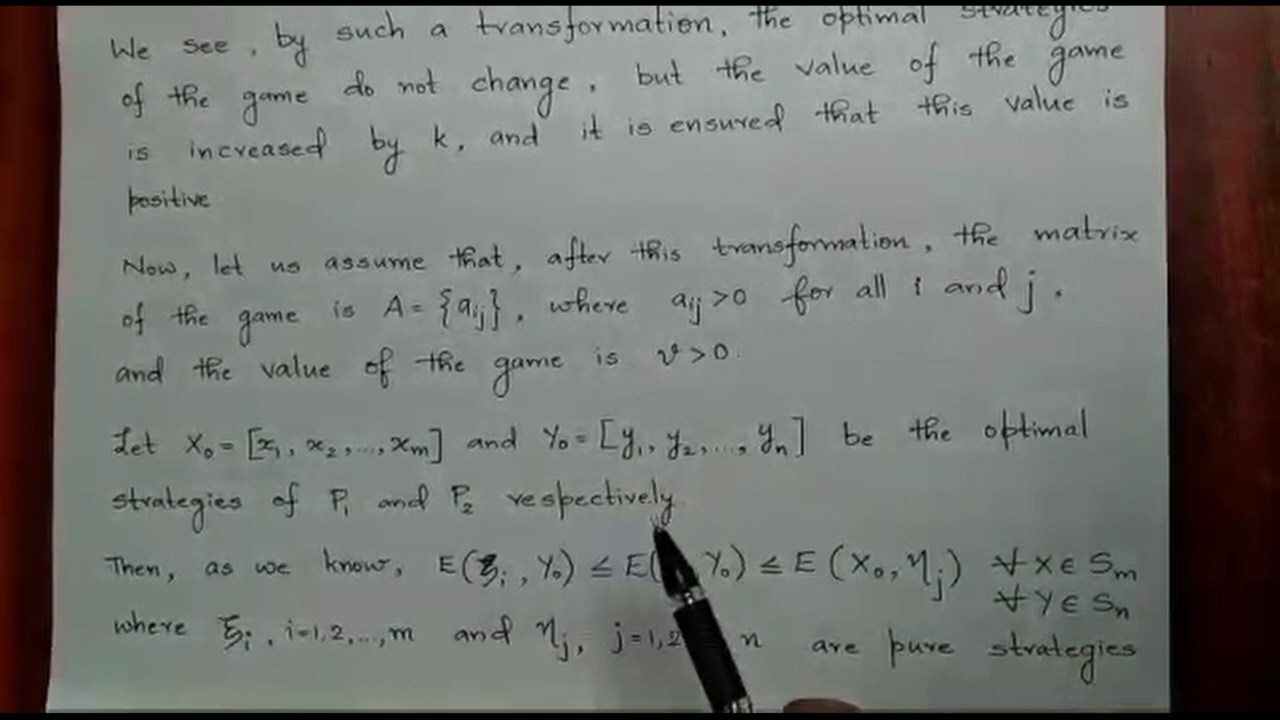 We see, by such a transformation, the optimal strategies
of the game do not change, but the value of the game
is increased by k, and it is ensured that this value is
positive
Now, let us assume that, after this transformation, the matrix
of the game is A = {aᵢⱼ}, where aᵢⱼ > 0 for all i and j.
and the value of the game is v > 0.
Let X₀ = [x₁, x₂, ..., xₘ] and Y₀ = [y₁, y₂, ..., yₙ] be the optimal
strategies of P₁ and P₂ respectively
Then, as we know, E(ξᵢ, Y₀) ≤ E( Y₀) ≤ E(X₀, ηⱼ) ∀ X ∈ Sₘ
∀ Y ∈ Sₙ
where ξᵢ, i=1,2,...,m and ηⱼ, j=1,2 n are pure strategies